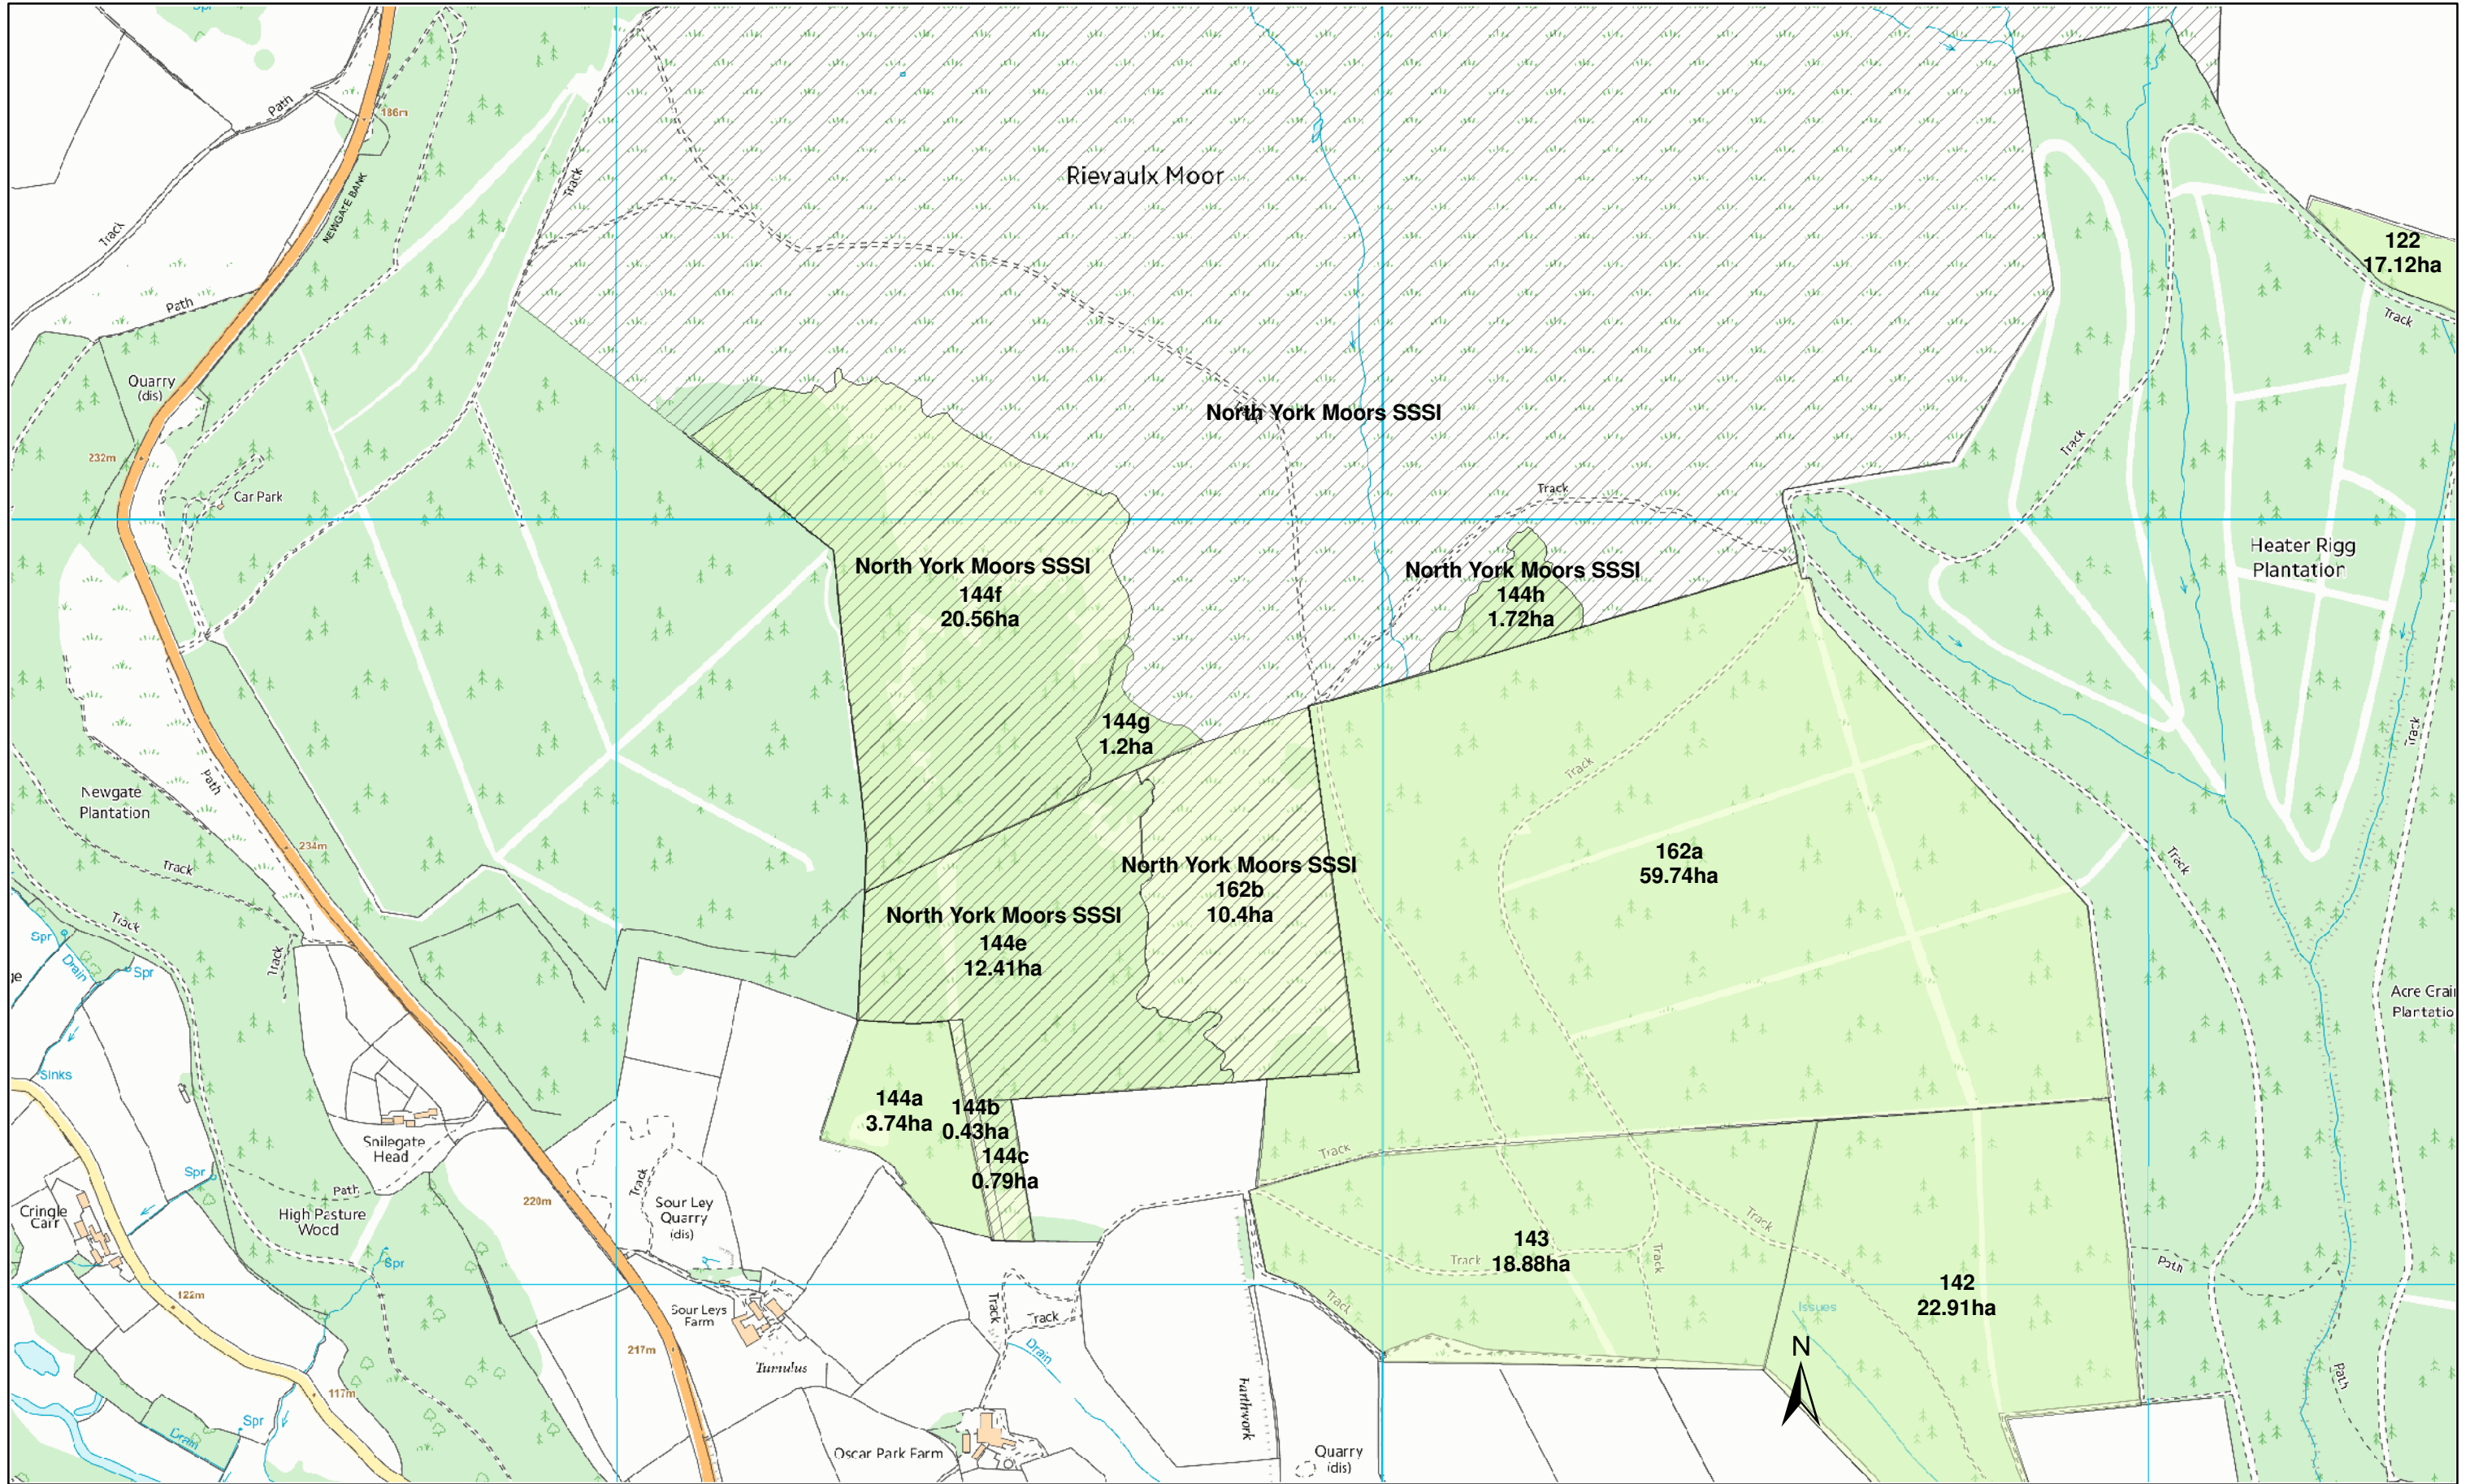 Spr
186m
Path
NEWGATE BANK
Track
Track
Path
Rievaulx Moor
122
17.12ha
Track
Quarry
(dis)
232m
Car Park
North York Moors SSSI
Track
Track
Heater Rigg
Plantation
North York Moors SSSI
144f
20.56ha
North York Moors SSSI
144h
1.72ha
144g
1.2ha
Track
Track
Newgate
Plantation
Path
234m
Track
Track
162a
59.74ha
North York Moors SSSI
162b
10.4ha
Track
North York Moors SSSI
144e
12.41ha
Track
Spr
Drain
Spr
Track
Acre Grain
Plantatio
Sinks
144a
3.74ha
144b
0.43ha
144c
0.79ha
Snilegate
Head
Track
Spr
Path
220m
Track
Sour Ley
Quarry
(dis)
Cringle
Carr
High Pasture
Wood
Spr
Track
143
18.88ha
Track
Track
Path
142
22.91ha
Issues
122m
Sour Leys
Farm
Track
Track
Track
Drain
217m
Tumulus
N
117m
Earthwork
Path
Spr
Drain
Oscar Park Farm
Quarry
(dis)